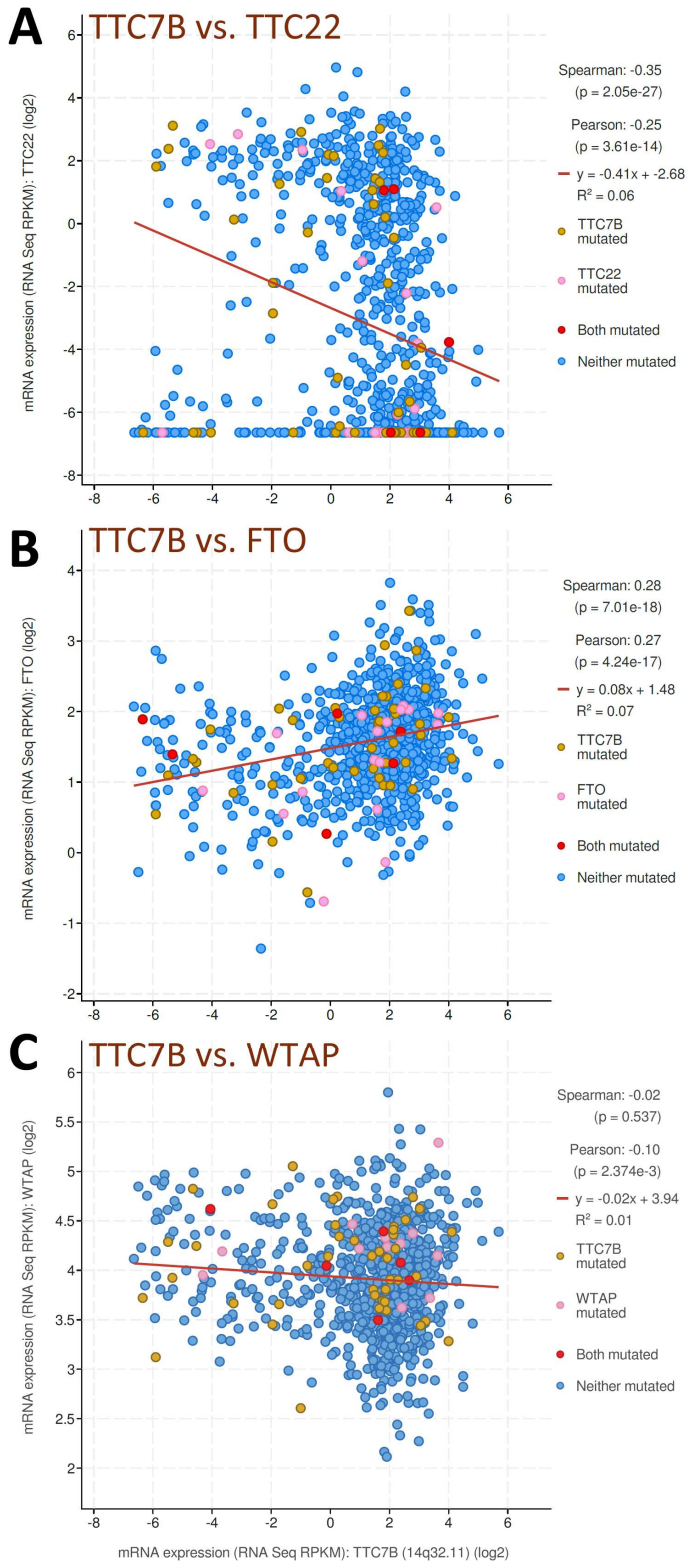 A
TTC7B vs. TTC22
mRNA expression (RNA Seq RPKM): TTC22 (log2)
6
4
2
0
-2
-4
-6
-8
-8
-6
-4
-2
0
2
4
6
Spearman: -0.35
(p = 2.05e-27)
Pearson: -0.25
(p = 3.61e-14)
y = -0.41x + -2.68
R² = 0.06
TTC7B
mutated
TTC22
mutated
Both mutated
Neither mutated
B
TTC7B vs. FTO
mRNA expression (RNA Seq RPKM): FTO (log2)
4
3
2
1
0
-1
-2
-8
-6
-4
-2
0
2
4
6
Spearman: 0.28
(p = 7.01e-18)
Pearson: 0.27
(p = 4.24e-17)
y = 0.08x + 1.48
R² = 0.07
TTC7B
mutated
FTO
mutated
Both mutated
Neither mutated
C
TTC7B vs. WTAP
mRNA expression (RNA Seq RPKM): WTAP (log2)
6
5.5
5
4.5
4
3.5
3
2.5
2
-8
-6
-4
-2
0
2
4
6
mRNA expression (RNA Seq RPKM): TTC7B (14q32.11) (log2)
Spearman: -0.02
(p = 0.537)
Pearson: -0.10
(p = 2.374e-3)
y = -0.02x + 3.94
R² = 0.01
TTC7B
mutated
WTAP
mutated
Both mutated
Neither mutated